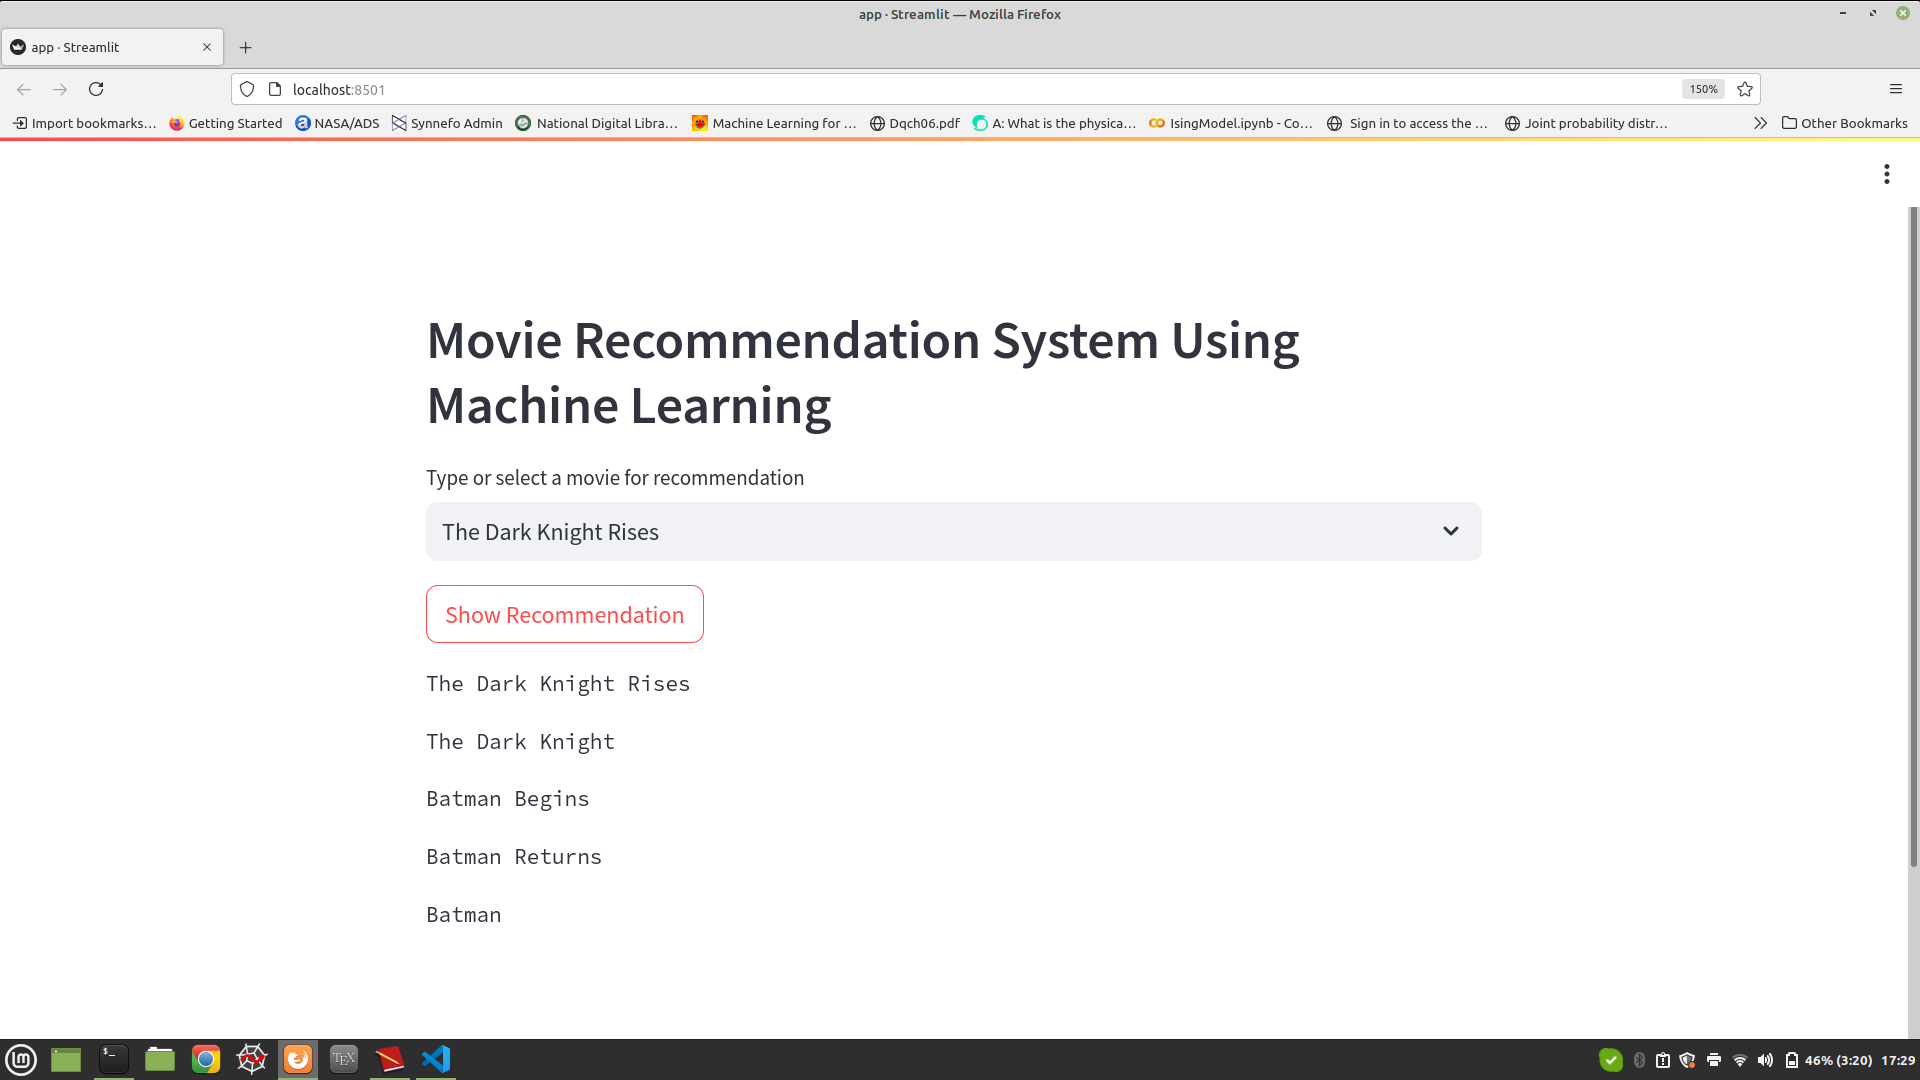 app · Streamlit — Mozilla Firefox
app · Streamlit
localhost:8501
150%
Import bookmarks...
Getting Started
NASA/ADS
Synnefo Admin
National Digital Libra...
Machine Learning for ...
Dqch06.pdf
A: What is the physica...
IsingModel.ipynb - Co...
Sign in to access the ...
Joint probability distr...
Other Bookmarks
Movie Recommendation System Using
Machine Learning
Type or select a movie for recommendation
The Dark Knight Rises
Show Recommendation
The Dark Knight Rises
The Dark Knight
Batman Begins
Batman Returns
Batman
lm
$_
TEX
46% (3:20)
17:29